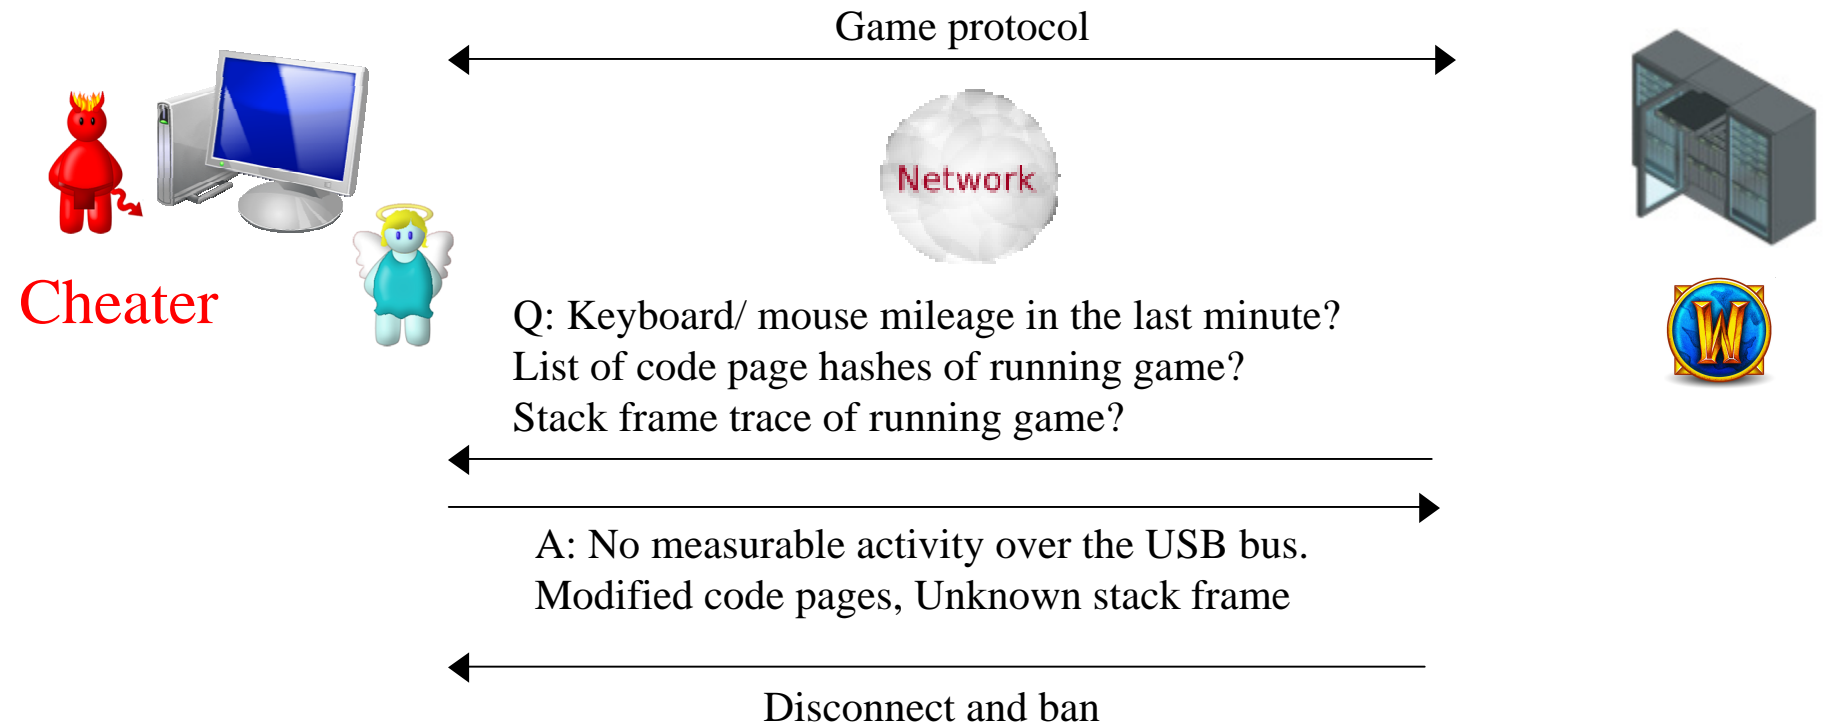 Game protocol
Network
Cheater
Q: Keyboard/ mouse mileage in the last minute?
List of code page hashes of running game?
Stack frame trace of running game?
W
A: No measurable activity over the USB bus.
Modified code pages, Unknown stack frame
Disconnect and ban